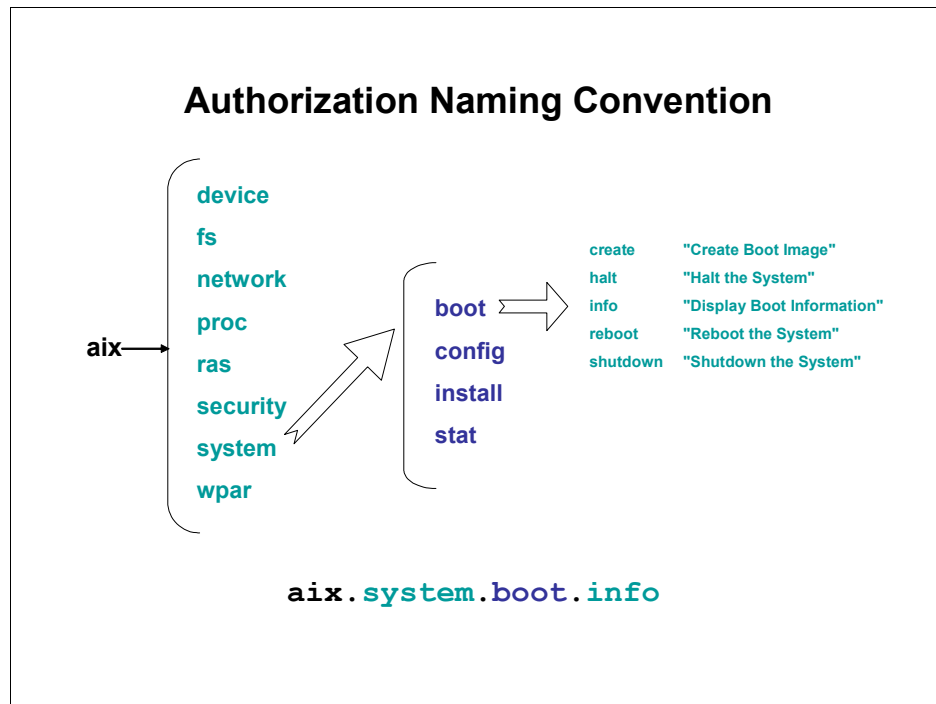 Authorization Naming Convention
aix
device
fs
network
proc
ras
security
system
wpar
boot
config
install
stat
create "Create Boot Image"
halt "Halt the System"
info "Display Boot Information"
reboot "Reboot the System"
shutdown "Shutdown the System"
aix.system.boot.info